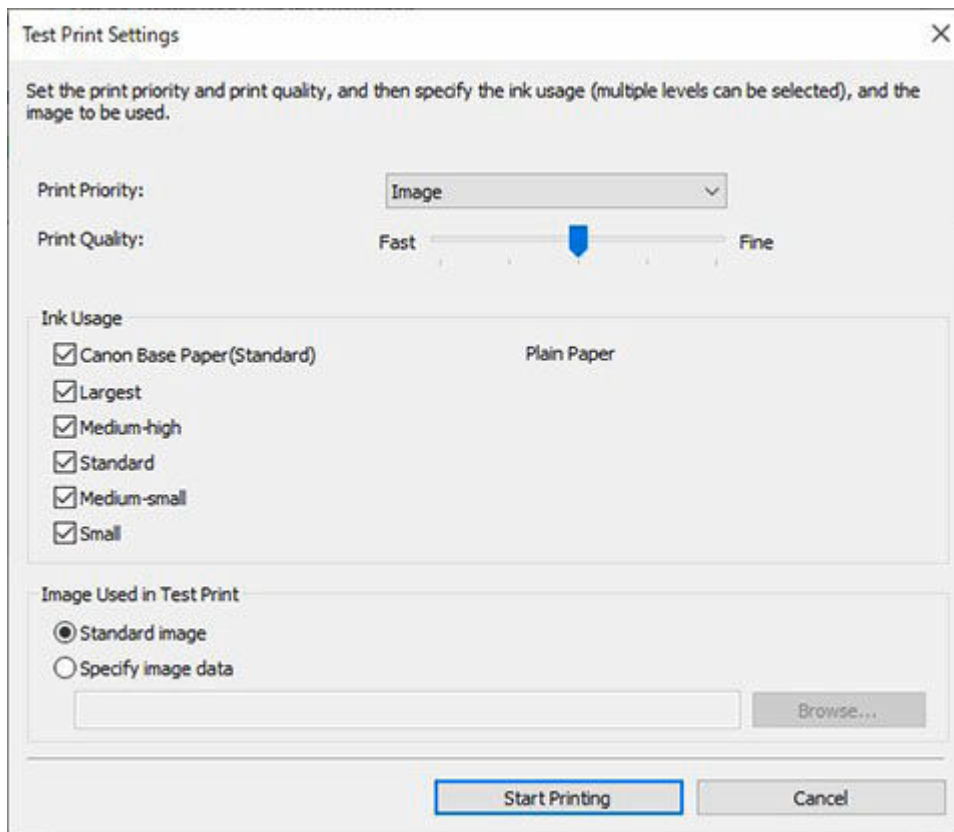 Test Print Settings
Set the print priority and print quality, and then specify the ink usage (multiple levels can be selected), and the
image to be used.
Print Priority: Image
Print Quality: Fast Fine
Ink Usage
Canon Base Paper(Standard) Plain Paper
Largest
Medium-high
Standard
Medium-small
Small
Image Used in Test Print
Standard image
Specify image data
Browse...
Start Printing Cancel